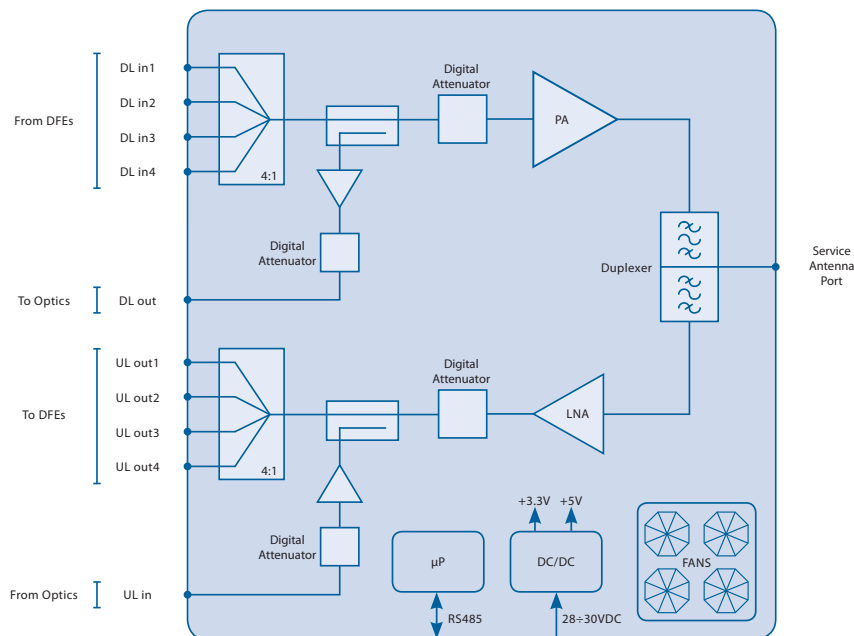 From DFEs
DL in1
DL in2
DL in3
DL in4
4:1
Digital
Attenuator
PA
Digital
Attenuator
Duplexer
Service
Antenna
Port
To Optics
DL out
To DFEs
UL out1
UL out2
UL out3
UL out4
4:1
Digital
Attenuator
LNA
Digital
Attenuator
+3.3V
+5V
µP
DC/DC
FANS
From Optics
UL in
RS485
28÷30VDC